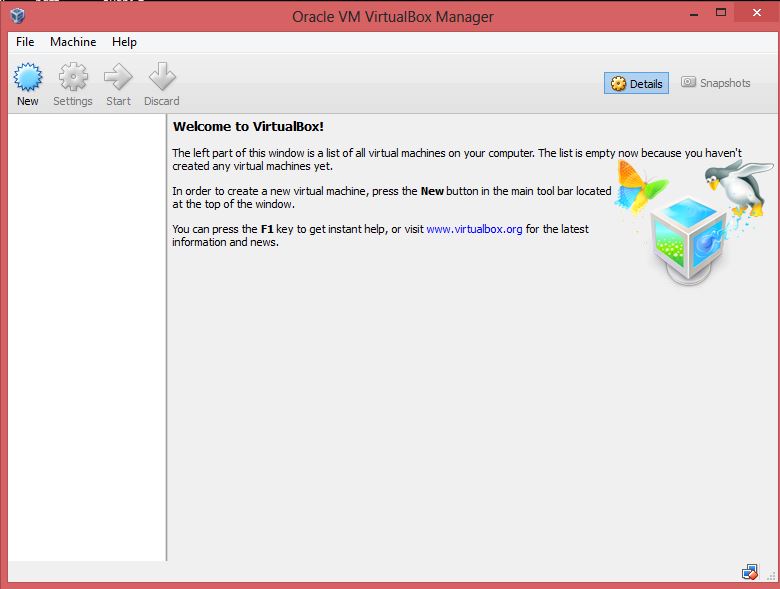 Oracle VM VirtualBox Manager
File Machine Help
New Settings Start Discard
Details Snapshots
Welcome to VirtualBox!
The left part of this window is a list of all virtual machines on your computer. The list is empty now because you haven't
created any virtual machines yet.
In order to create a new virtual machine, press the New button in the main tool bar located
at the top of the window.
You can press the F1 key to get instant help, or visit www.virtualbox.org for the latest
information and news.